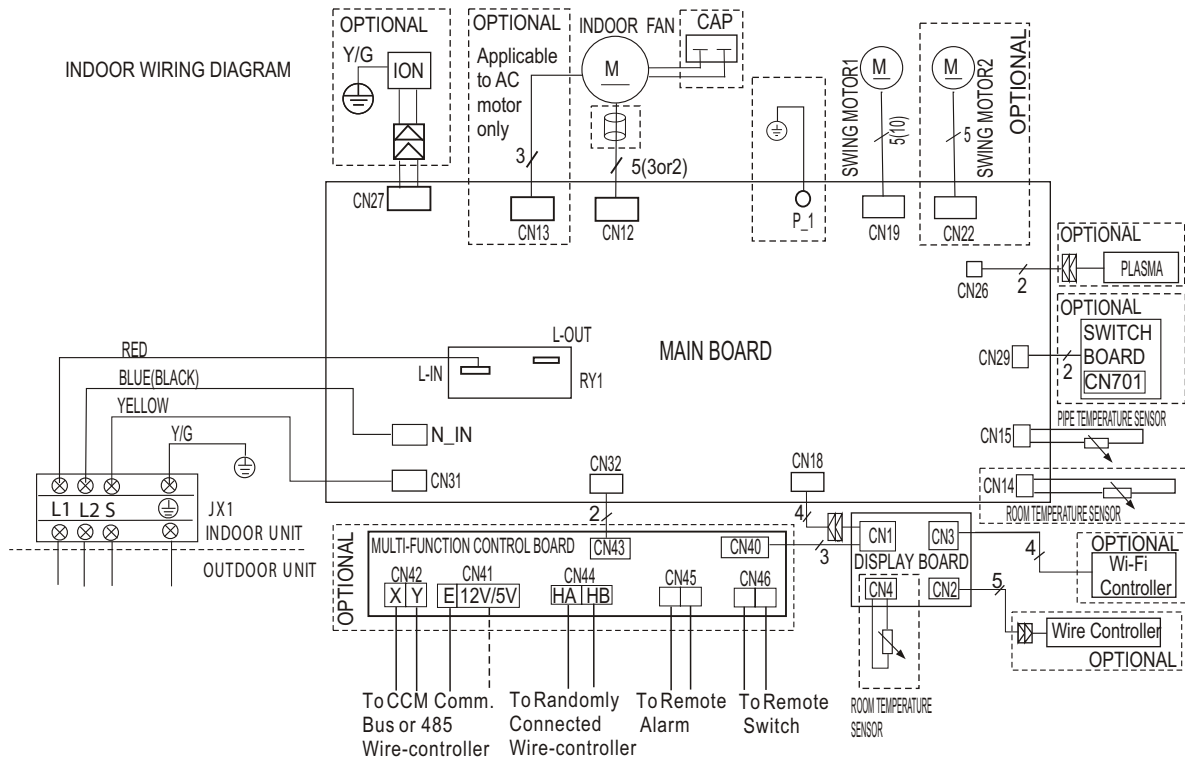 INDOOR WIRING DIAGRAM
OPTIONAL
Y/G
ION
CN27
OPTIONAL
Applicable
to AC
motor
only
3
CN13
INDOOR FAN
M
CAP
5(3or2)
CN12
P_1
SWING MOTOR1
M
5(10)
CN19
SWING MOTOR2
M
5
OPTIONAL
CN22
OPTIONAL
PLASMA
CN26
2
OPTIONAL
SWITCH
BOARD
CN701
CN29
2
PIPE TEMPERATURE SENSOR
CN15
CN14
ROOM TEMPERATURE SENSOR
MAIN BOARD
L-OUT
L-IN
RY1
RED
BLUE(BLACK)
YELLOW
Y/G
N_IN
CN31
L1 L2 S
JX1
INDOOR UNIT
OUTDOOR UNIT
CN32
2
CN18
4
OPTIONAL
MULTI-FUNCTION CONTROL BOARD
CN43
CN40
3
CN42
X Y
CN41
E 12V/5V
CN44
HA HB
CN45
CN46
CN1
CN3
DISPLAY BOARD
CN4
CN2
4
5
OPTIONAL
Wi-Fi
Controller
Wire Controller
OPTIONAL
ROOM TEMPERATURE
SENSOR
To CCM Comm.
Bus or 485
Wire-controller
To Randomly
Connected
Wire-controller
To Remote
Alarm
To Remote
Switch